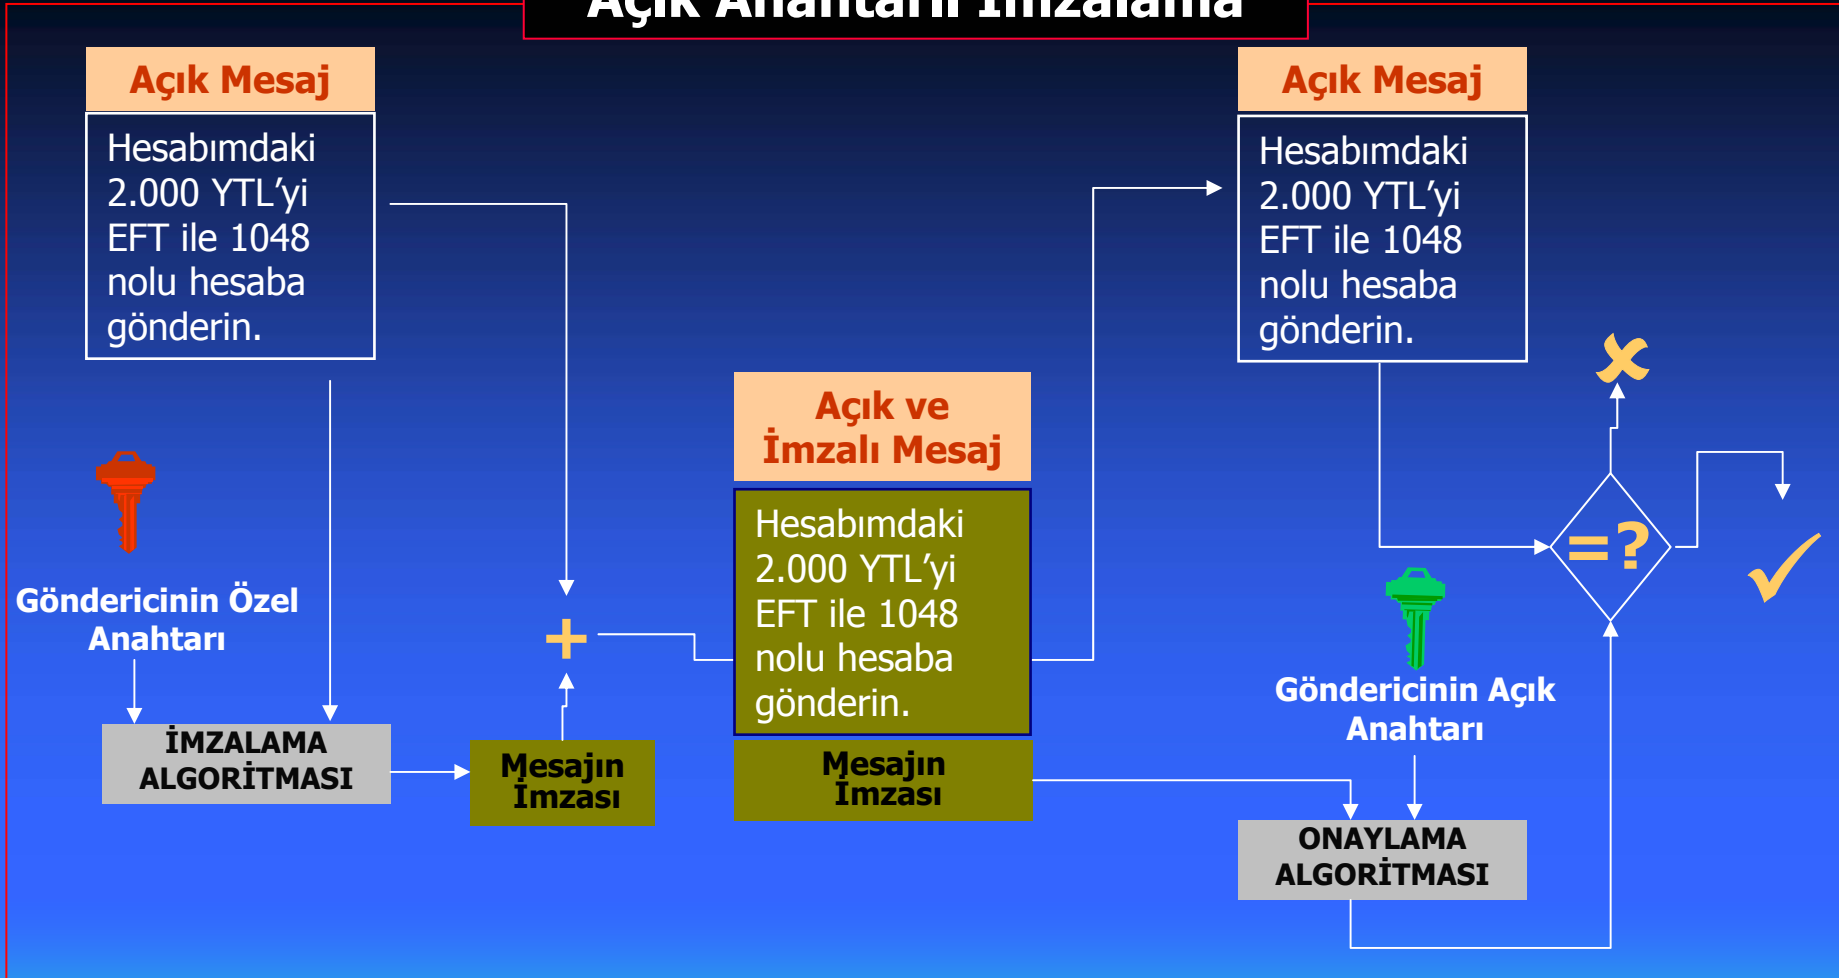 Açık Anahtarlı İmzalama
Açık Mesaj
Hesabımdaki
2.000 YTL’yi
EFT ile 1048
nolu hesaba
gönderin.
Göndericinin Özel
Anahtarı
İMZALAMA
ALGORİTMASI
Mesajın
İmzası
+
Açık ve
İmzalı Mesaj
Hesabımdaki
2.000 YTL’yi
EFT ile 1048
nolu hesaba
gönderin.
Mesajın
İmzası
Açık Mesaj
Hesabımdaki
2.000 YTL’yi
EFT ile 1048
nolu hesaba
gönderin.
=?
Göndericinin Açık
Anahtarı
ONAYLAMA
ALGORİTMASI